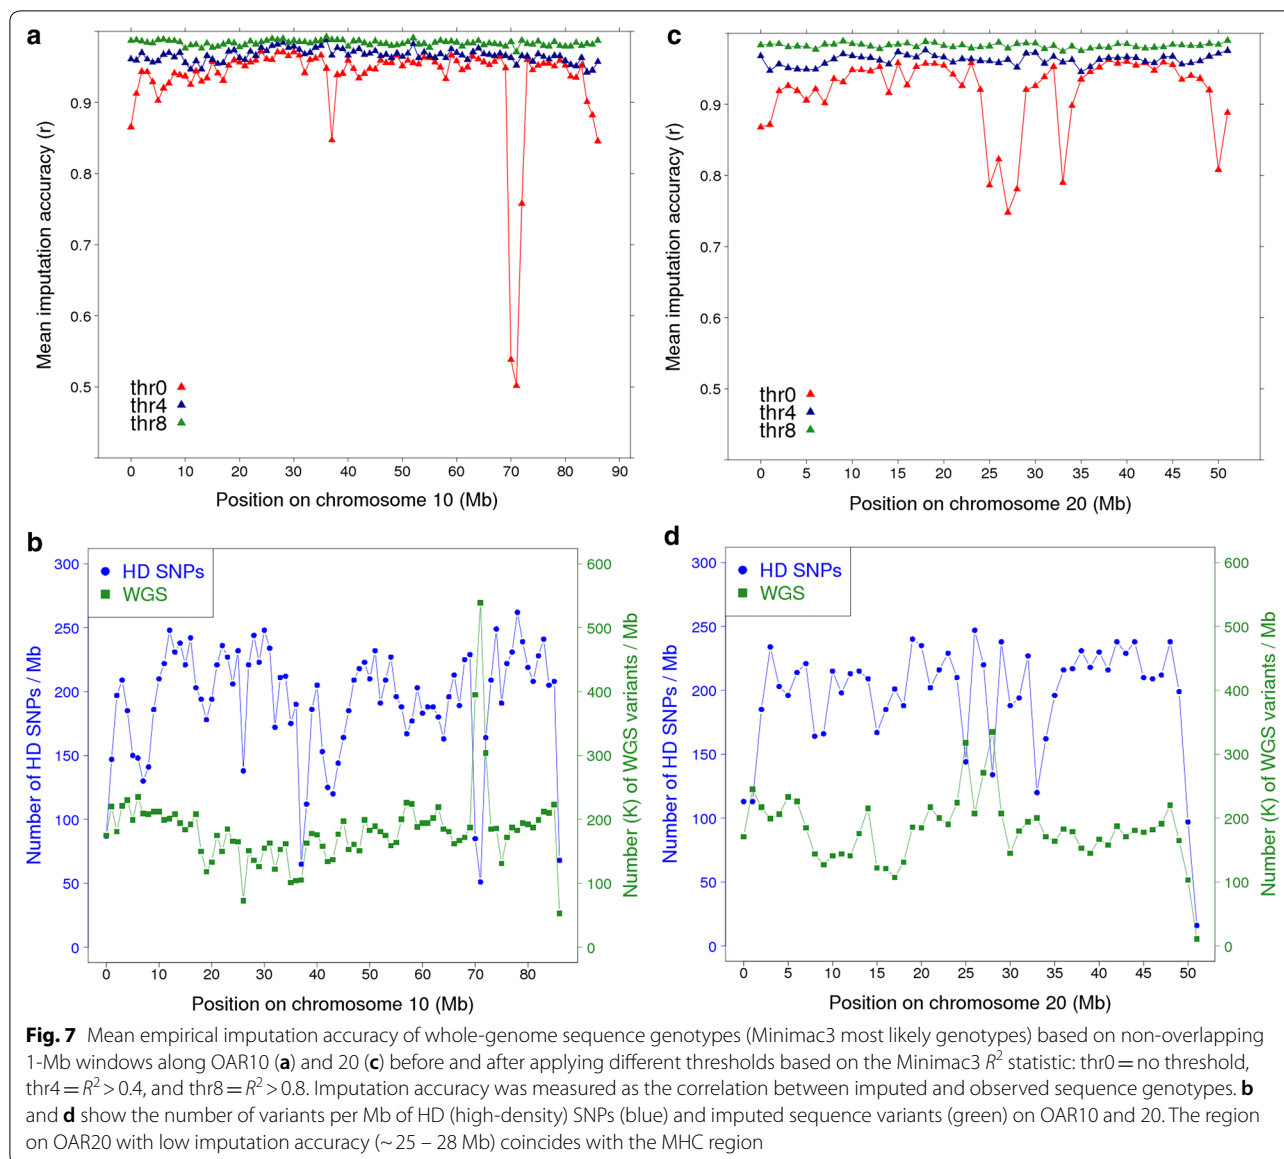 a
Mean imputation accuracy (r)
0.9
0.8
0.7
0.6
0.5
thr0
thr4
thr8
0 10 20 30 40 50 60 70 80 90
Position on chromosome 10 (Mb)
c
Mean imputation accuracy (r)
0.9
0.8
0.7
0.6
0.5
thr0
thr4
thr8
0 5 10 15 20 25 30 35 40 45 50
Position on chromosome 20 (Mb)
b
HD SNPs
WGS
Number of HD SNPs / Mb
300
250
200
150
100
50
0
Number (K) of WGS variants / Mb
600
500
400
300
200
100
0
0 10 20 30 40 50 60 70 80
Position on chromosome 10 (Mb)
d
HD SNPs
WGS
Number of HD SNPs / Mb
300
250
200
150
100
50
0
Number (K) of WGS variants / Mb
600
500
400
300
200
100
0
0 5 10 15 20 25 30 35 40 45 50
Position on chromosome 20 (Mb)
Fig. 7 Mean empirical imputation accuracy of whole-genome sequence genotypes (Minimac3 most likely genotypes) based on non-overlapping
1-Mb windows along OAR10 (a) and 20 (c) before and after applying different thresholds based on the Minimac3 R² statistic: thr0 = no threshold,
thr4 = R² > 0.4, and thr8 = R² > 0.8. Imputation accuracy was measured as the correlation between imputed and observed sequence genotypes. b
and d show the number of variants per Mb of HD (high-density) SNPs (blue) and imputed sequence variants (green) on OAR10 and 20. The region
on OAR20 with low imputation accuracy (~ 25 – 28 Mb) coincides with the MHC region